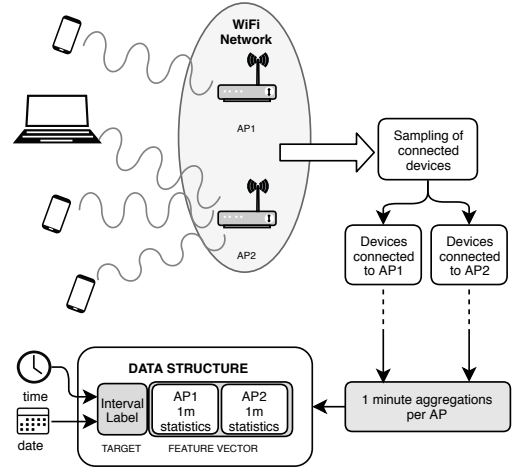 WiFi
Network
AP1
AP2
Sampling of
connected
devices
Devices
connected
to AP1
Devices
connected
to AP2
1 minute aggregations
per AP
DATA STRUCTURE
time
date
Interval
Label
AP1
1m
statistics
AP2
1m
statistics
TARGET
FEATURE VECTOR